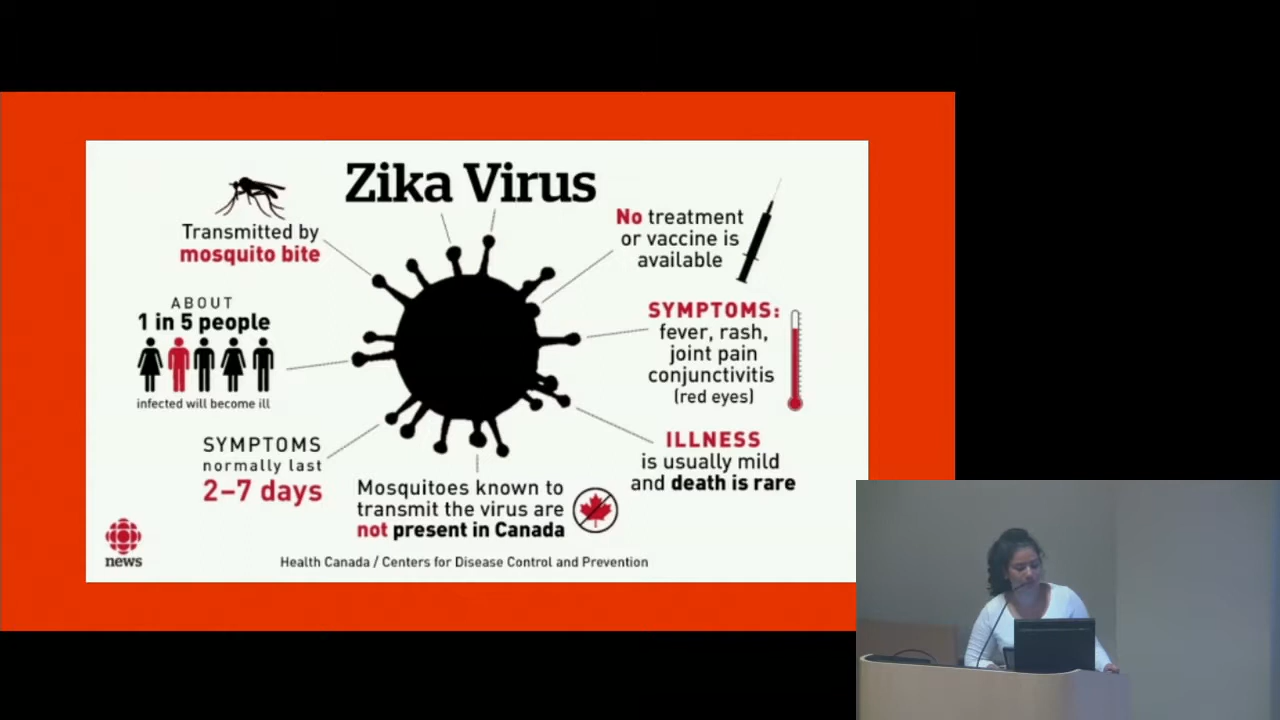 Zika Virus
Transmitted by
mosquito bite
No treatment
or vaccine is
available
ABOUT
1 in 5 people
infected will become ill
SYMPTOMS:
fever, rash,
joint pain
conjunctivitis
(red eyes)
SYMPTOMS
normally last
2–7 days
ILLNESS
is usually mild
and death is rare
Mosquitoes known to
transmit the virus are
not present in Canada
news
Health Canada / Centers for Disease Control and Prevention